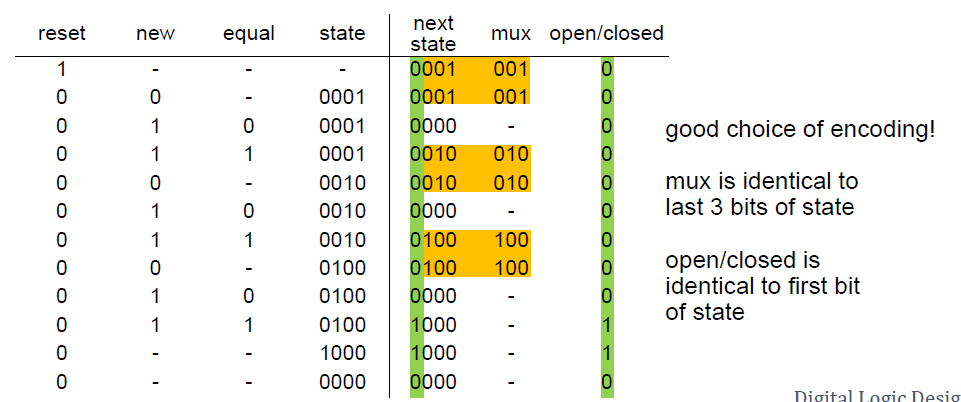 reset new equal state next state mux open/closed
1 - - - 0001 001 0
0 0 - 0001 0001 001 0
0 1 0 0001 0000 - 0
0 1 1 0001 0010 010 0
0 0 - 0010 0010 010 0
0 1 0 0010 0000 - 0
0 1 1 0010 0100 100 0
0 0 - 0100 0100 100 0
0 1 0 0100 0000 - 0
0 1 1 0100 1000 - 1
0 - - 1000 1000 - 1
0 - - 0000 0000 - 0
good choice of encoding!
mux is identical to
last 3 bits of state
open/closed is
identical to first bit
of state
Digital Logic Desig